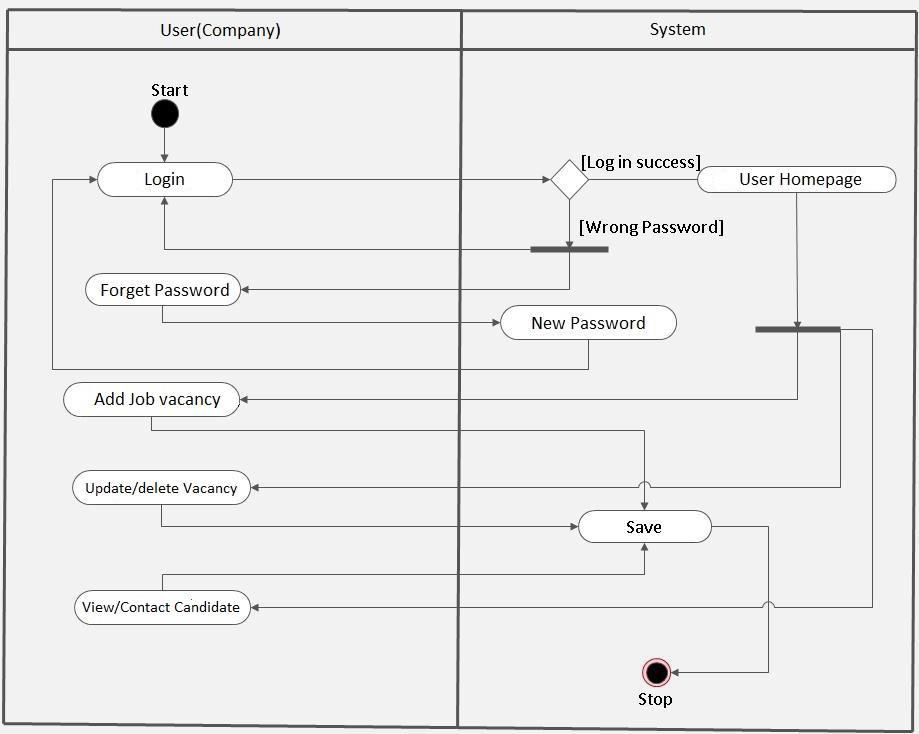 User(Company)
System
Start
Login
[Log in success]
User Homepage
[Wrong Password]
Forget Password
New Password
Add Job vacancy
Update/delete Vacancy
Save
View/Contact Candidate
Stop